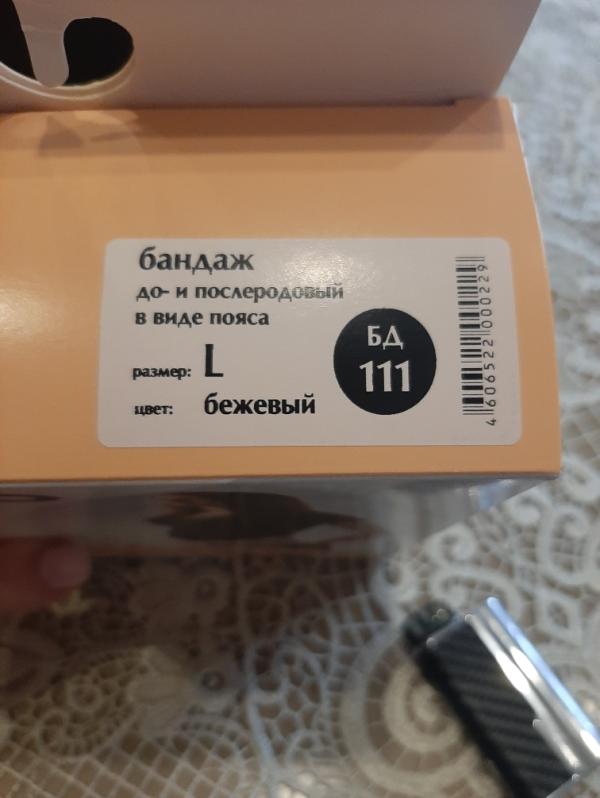 бандаж
до- и послеродовый
в виде пояса
размер: L
цвет: бежевый
БД
111
4 606522 000229